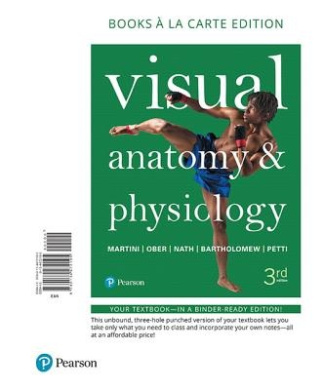 BOOKS À LA CARTE EDITION
visual
anatomy &
physiology
MARTINI | OBER | NATH | BARTHOLOMEW | PETTI
Pearson
3rd
edition
YOUR TEXTBOOK—IN A BINDER-READY EDITION!
This unbound, three-hole punched version of your textbook lets you
take only what you need to class and incorporate your own notes—all
at an affordable price!
Pearson